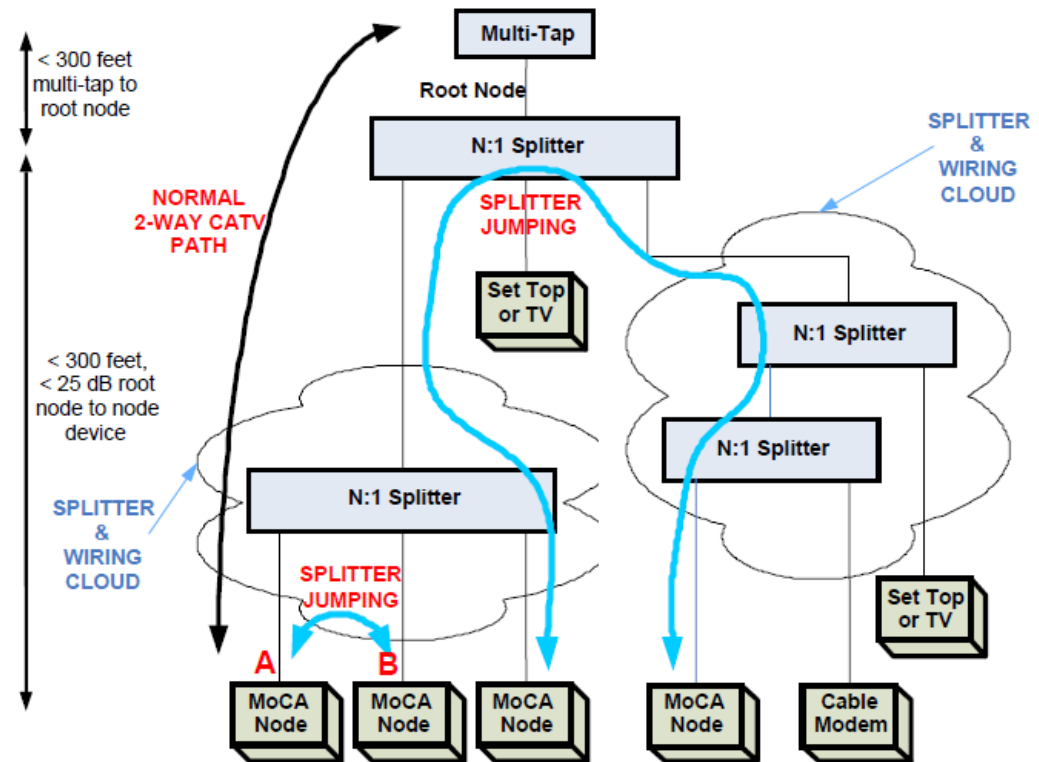 Multi-Tap
< 300 feet
multi-tap to
root node
Root Node
N:1 Splitter
SPLITTER
&
WIRING
CLOUD
NORMAL
2-WAY CATV
PATH
SPLITTER
JUMPING
Set Top
or TV
N:1 Splitter
< 300 feet,
< 25 dB root
node to node
device
N:1 Splitter
N:1 Splitter
SPLITTER
&
WIRING
CLOUD
SPLITTER
JUMPING
Set Top
or TV
A
B
MoCA
Node
MoCA
Node
MoCA
Node
MoCA
Node
Cable
Modem